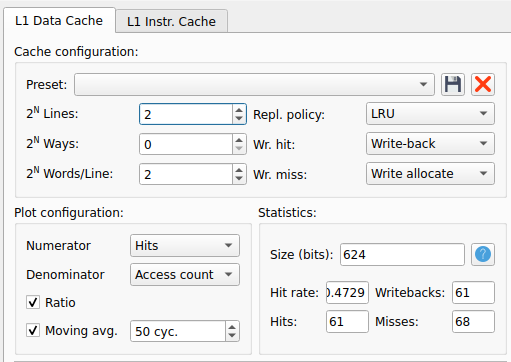 L1 Data Cache L1 Instr. Cache
Cache configuration:
Preset:
2^N Lines: 2 Repl. policy: LRU
2^N Ways: 0 Wr. hit: Write-back
2^N Words/Line: 2 Wr. miss: Write allocate
Plot configuration: Statistics:
Numerator Hits
Size (bits): 624 ?
Denominator Access count
Ratio
Hit rate: 0.4729 Writebacks: 61
Moving avg. 50 cyc.
Hits: 61 Misses: 68